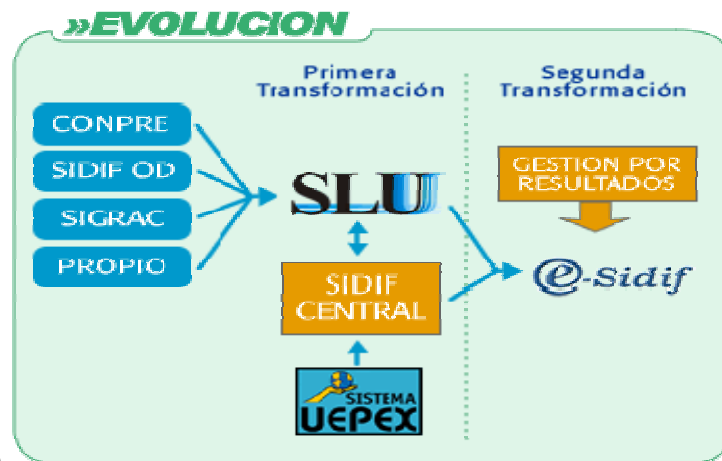 »EVOLUCION
Primera
Transformación
Segunda
Transformación
CONPRE
SIDIF OD
SIGRAC
PROPIO
SLU
SIDIF
CENTRAL
SISTEMA
UEPEX
GESTION POR
RESULTADOS
e-Sidif